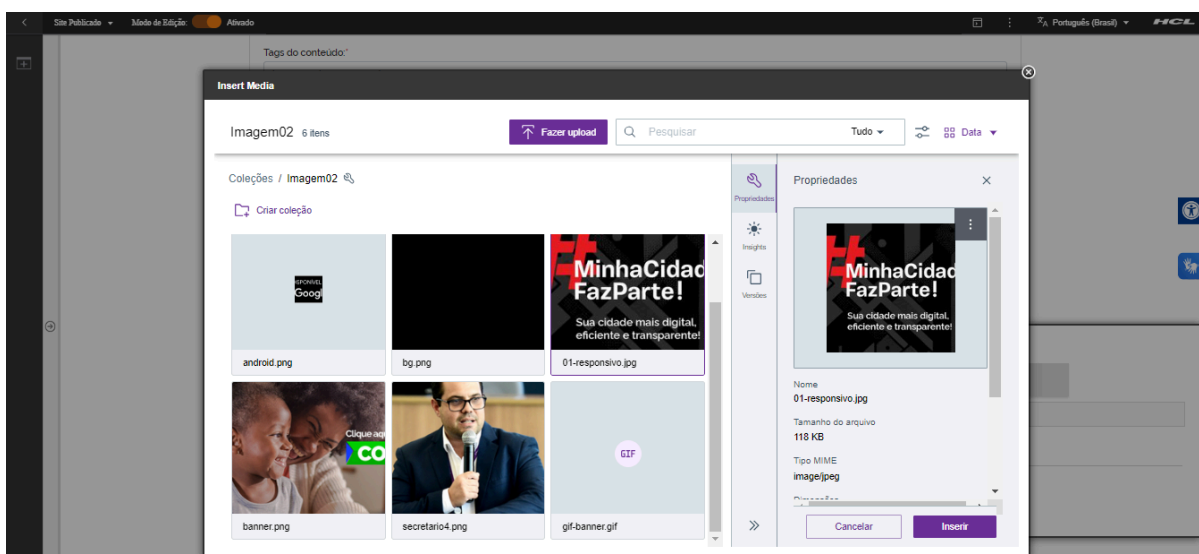 Site Publicado
Modo de Edição:
Ativado
Português (Brasil)
HCL
Tags do conteúdo:*
Insert Media
Imagem02 6 itens
Fazer upload
Pesquisar
Tudo
Data
Coleções / Imagem02
Criar coleção
Propriedades
Insights
Versões
Googl
android.png
bg.png
#MinhaCidad
FazParte!
Sua cidade mais digital,
eficiente e transparente!
01-responsivo.jpg
Clique aqu
CO
banner.png
secretario4.png
GIF
gif-banner.gif
Propriedades
#MinhaCidad
FazParte!
Sua cidade mais digital,
eficiente e transparente!
Nome
01-responsivo.jpg
Tamanho do arquivo
118 KB
Tipo MIME
image/jpeg
Cancelar
Inserir